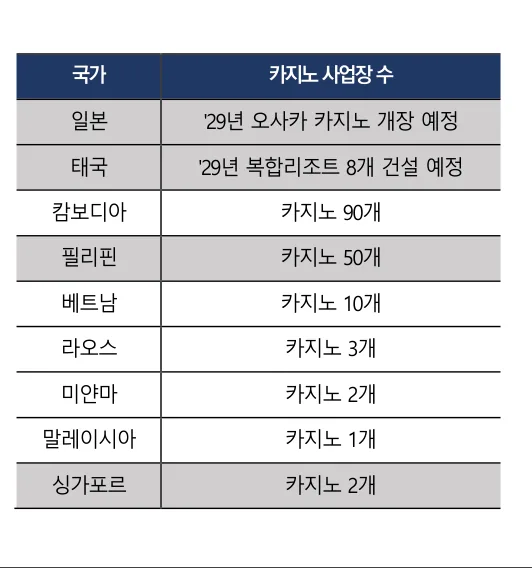 국가 카지노 사업장 수
일본 '29년 오사카 카지노 개장 예정
태국 '29년 복합리조트 8개 건설 예정
캄보디아 카지노 90개
필리핀 카지노 50개
베트남 카지노 10개
라오스 카지노 3개
미얀마 카지노 2개
말레이시아 카지노 1개
싱가포르 카지노 2개